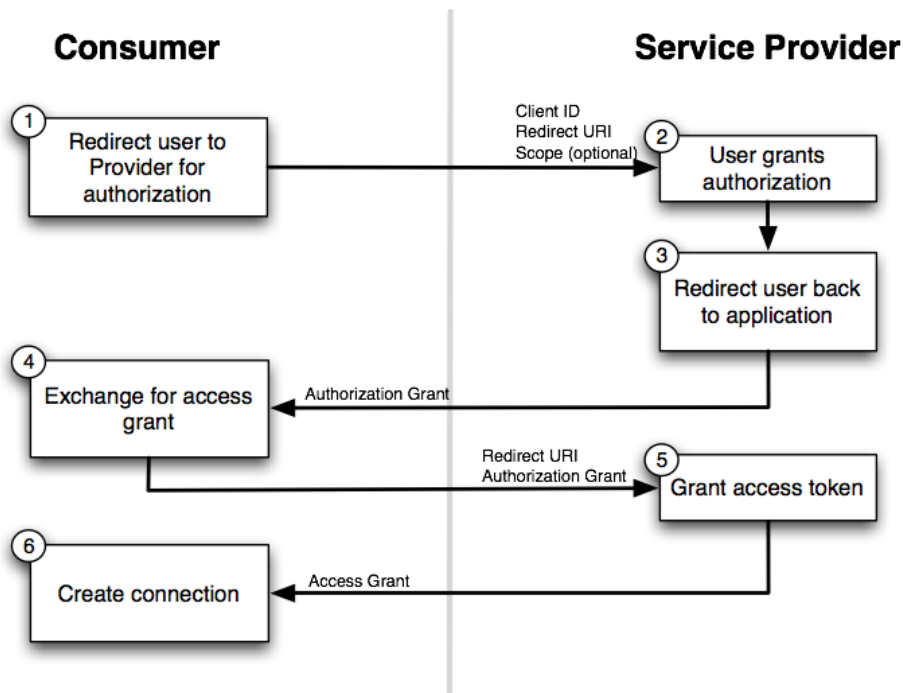 Consumer
Service Provider
1
Redirect user to
Provider for
authorization
Client ID
Redirect URI
Scope (optional)
2
User grants
authorization
3
Redirect user back
to application
4
Exchange for access
grant
Authorization Grant
Redirect URI
Authorization Grant
5
Grant access token
6
Create connection
Access Grant